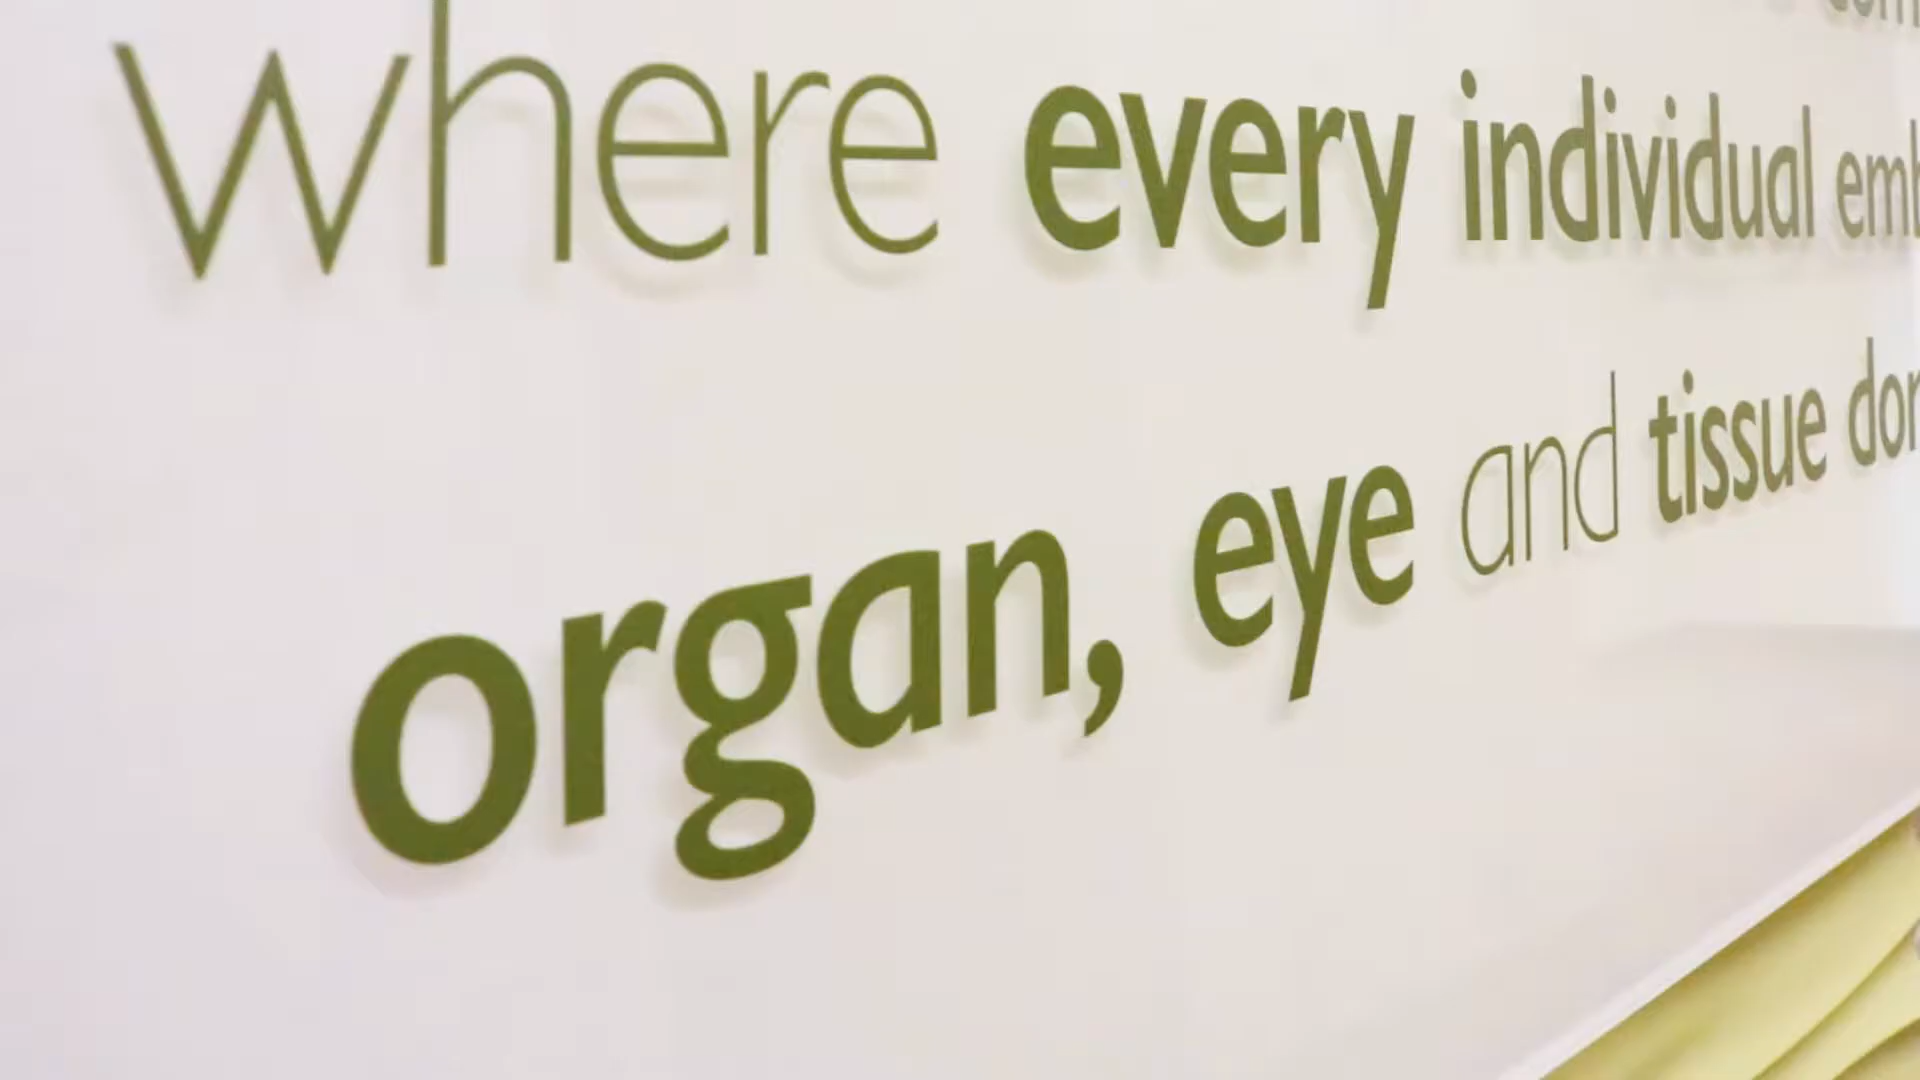 where every individual
organ, eye and tissue